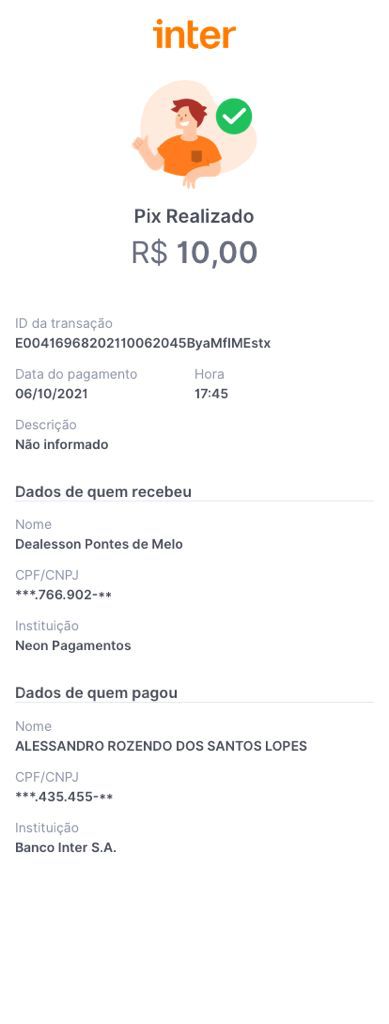 inter
Pix Realizado
R$ 10,00
ID da transação
E00416968202110062045ByaMfIMEstx
Data do pagamento Hora
06/10/2021 17:45
Descrição
Não informado
Dados de quem recebeu
Nome
Dealesson Pontes de Melo
CPF/CNPJ
***.766.902-**
Instituição
Neon Pagamentos
Dados de quem pagou
Nome
ALESSANDRO ROZENDO DOS SANTOS LOPES
CPF/CNPJ
***.435.455-**
Instituição
Banco Inter S.A.